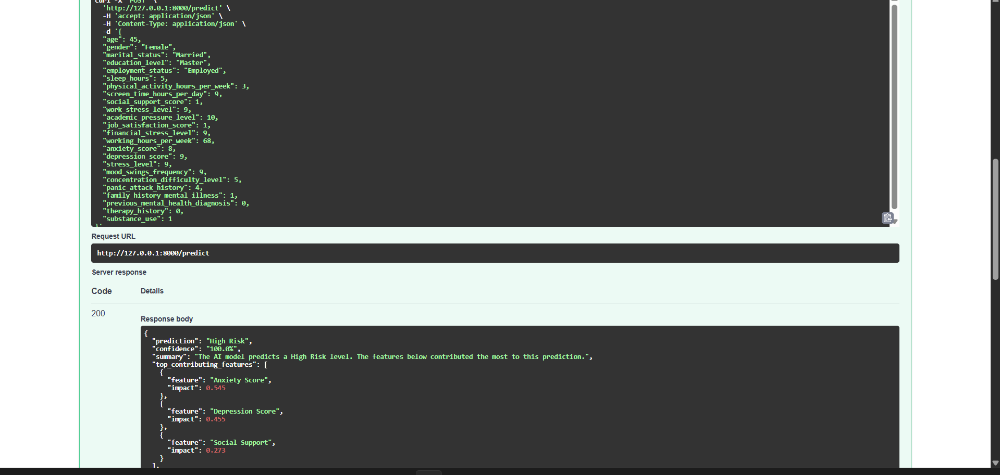 curl -X 'POST' \
  'http://127.0.0.1:8000/predict' \
  -H 'accept: application/json' \
  -H 'Content-Type: application/json' \
  -d '{
  "age": 45,
  "gender": "Female",
  "marital_status": "Married",
  "education_level": "Master",
  "employment_status": "Employed",
  "sleep_hours": 5,
  "physical_activity_hours_per_week": 3,
  "screen_time_hours_per_day": 9,
  "social_support_score": 1,
  "work_stress_level": 9,
  "academic_pressure_level": 10,
  "job_satisfaction_score": 1,
  "financial_stress_level": 9,
  "working_hours_per_week": 68,
  "anxiety_score": 8,
  "depression_score": 9,
  "stress_level": 9,
  "mood_swings_frequency": 9,
  "concentration_difficulty_level": 5,
  "panic_attack_history": 4,
  "family_history_mental_illness": 1,
  "previous_mental_health_diagnosis": 0,
  "therapy_history": 0,
  "substance_use": 1
}'
Request URL
http://127.0.0.1:8000/predict
Server response
Code Details
200
Response body
{
  "prediction": "High Risk",
  "confidence": "100.0%",
  "summary": "The AI model predicts a High Risk level. The features below contributed the most to this prediction.",
  "top_contributing_features": [
    {
      "feature": "Anxiety Score",
      "impact": 0.545
    },
    {
      "feature": "Depression Score",
      "impact": 0.455
    },
    {
      "feature": "Social Support",
      "impact": 0.273
    }
  ],